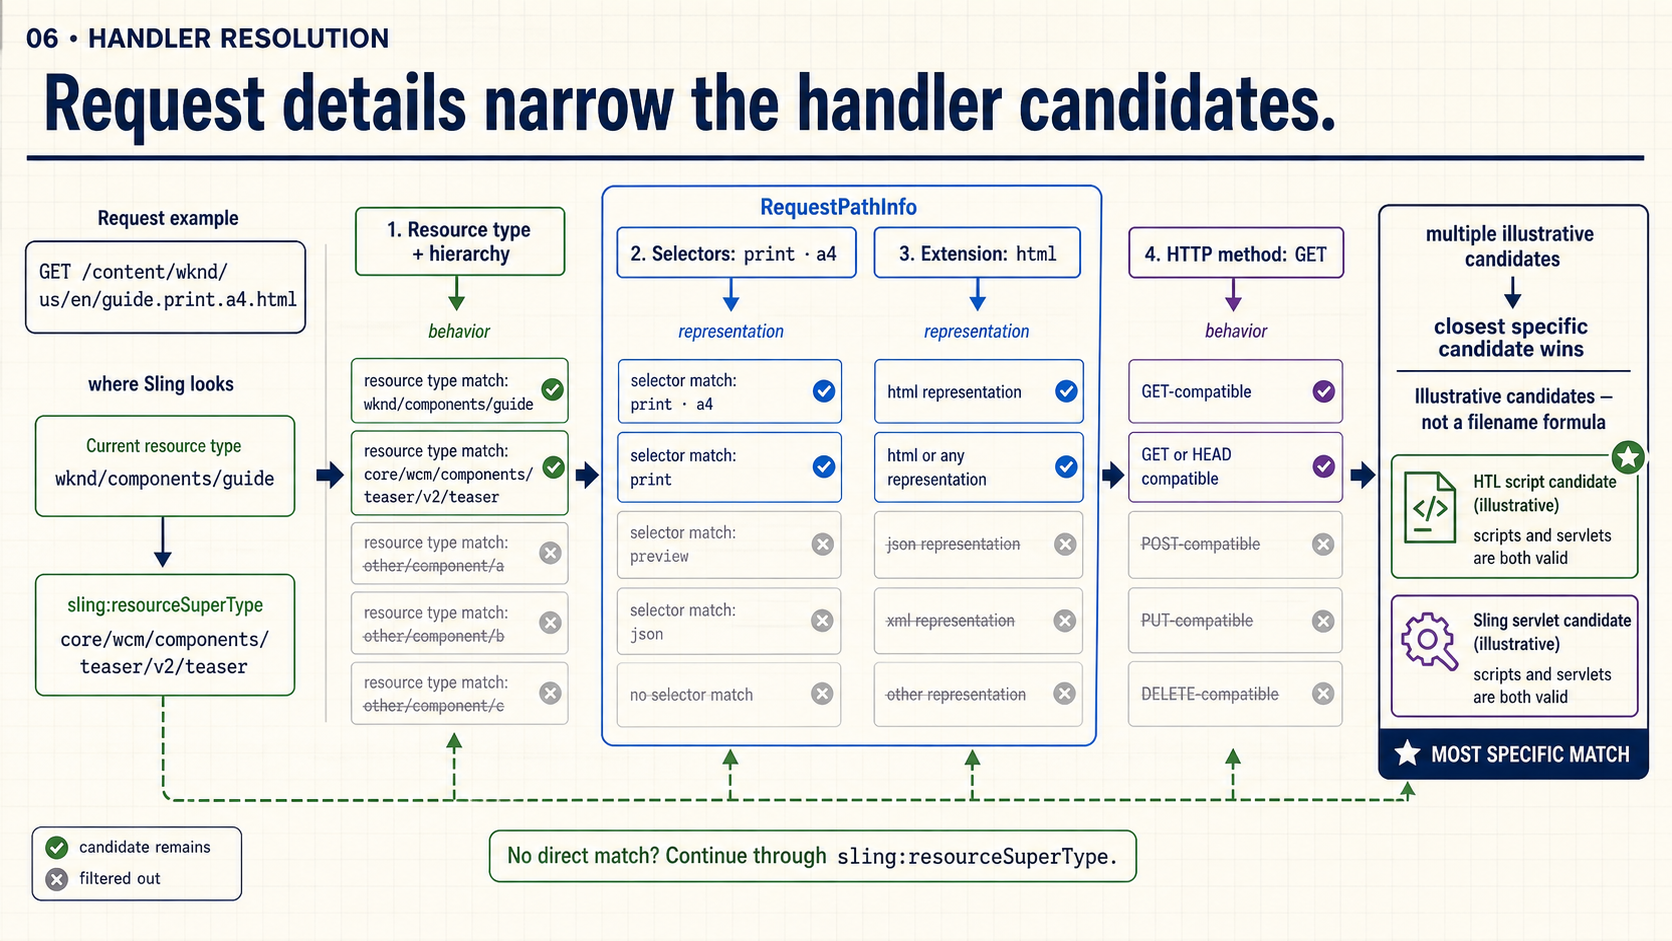 06 • HANDLER RESOLUTION
Request details narrow the handler candidates.
Request example
GET /content/wknd/
us/en/guide.print.a4.html
where Sling looks
Current resource type
wknd/components/guide
sling:resourceSuperType
core/wcm/components/
teaser/v2/teaser
1. Resource type
+ hierarchy
behavior
resource type match:
wknd/components/guide
resource type match:
core/wcm/components/
teaser/v2/teaser
resource type match:
other/component/a
resource type match:
other/component/b
resource type match:
other/component/c
RequestPathInfo
2. Selectors: print · a4
representation
selector match:
print · a4
selector match:
print
selector match:
preview
selector match:
json
no selector match
3. Extension: html
representation
html representation
html or any
representation
json representation
xml representation
other representation
4. HTTP method: GET
behavior
GET-compatible
GET or HEAD
compatible
POST-compatible
PUT-compatible
DELETE-compatible
multiple illustrative
candidates
closest specific
candidate wins
Illustrative candidates —
not a filename formula
HTL script candidate
(illustrative)
scripts and servlets
are both valid
Sling servlet candidate
(illustrative)
scripts and servlets
are both valid
MOST SPECIFIC MATCH
candidate remains
filtered out
No direct match? Continue through sling:resourceSuperType.